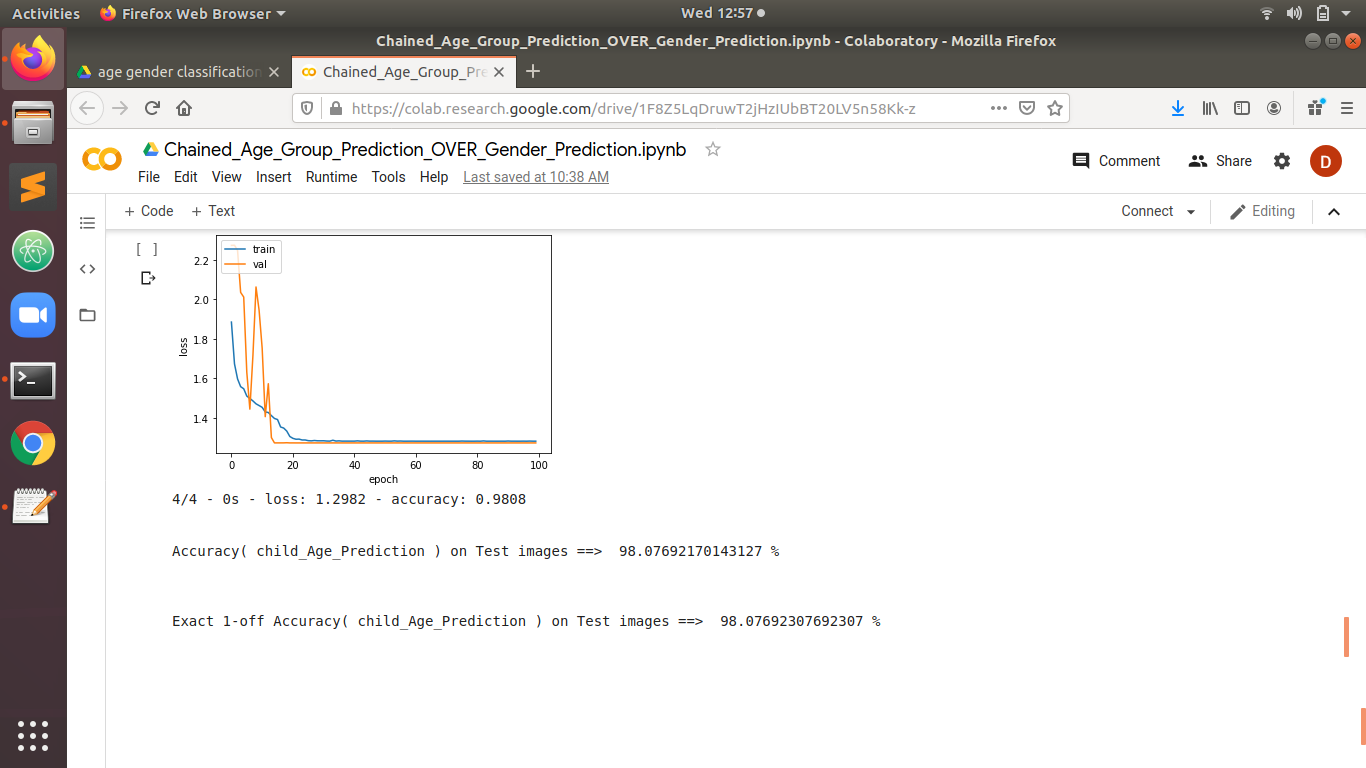 Activities Firefox Web Browser Wed 12:57
Chained_Age_Group_Prediction_OVER_Gender_Prediction.ipynb - Colaboratory - Mozilla Firefox
age gender classification Chained_Age_Group_Pre
https://colab.research.google.com/drive/1F8Z5LqDruwT2jHzIUbBT20LV5n58Kk-z
Chained_Age_Group_Prediction_OVER_Gender_Prediction.ipynb
Comment Share D
File Edit View Insert Runtime Tools Help Last saved at 10:38 AM
+ Code + Text Connect Editing
[ ]
train
val
2.2
2.0
1.8
1.6
1.4
loss
0 20 40 60 80 100
epoch
4/4 - 0s - loss: 1.2982 - accuracy: 0.9808
Accuracy( child_Age_Prediction ) on Test images ==> 98.07692170143127 %
Exact 1-off Accuracy( child_Age_Prediction ) on Test images ==> 98.07692307692307 %